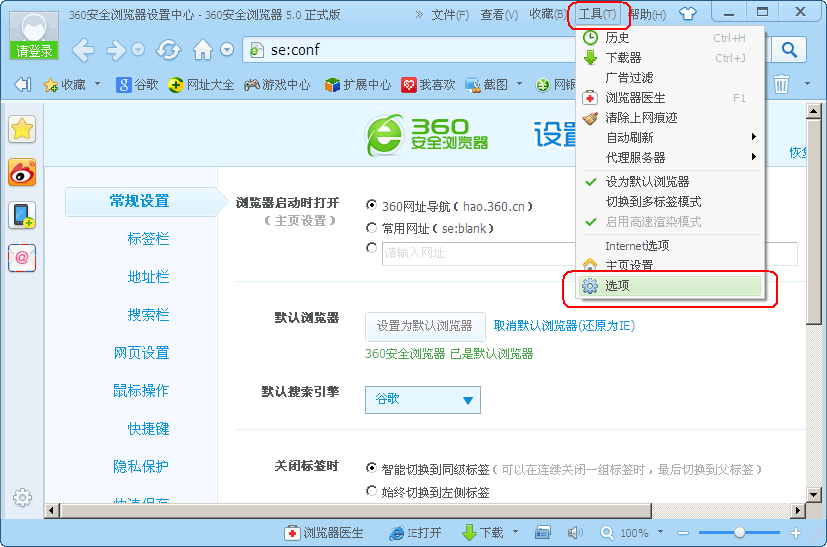 360安全浏览器设置中心 - 360安全浏览器 5.0 正式版
» 文件(F) 查看(V) 收藏(B) 工具(T) 帮助(H)
请登录
se:conf
收藏 谷歌 网址大全 游戏中心 扩展中心 我喜欢 截图 网银
历史 Ctrl+H
下载器 Ctrl+J
广告过滤
浏览器医生 F1
清除上网痕迹
自动刷新
代理服务器
设为默认浏览器
切换到多标签模式
启用高速渲染模式
Internet选项
主页设置
选项
360
安全浏览器
设置
常规设置
标签栏
地址栏
搜索栏
网页设置
鼠标操作
快捷键
隐私保护
快速保存
浏览器启动时打开
(主页设置)
360网址导航(hao.360.cn)
常用网址(se:blank)
请输入网址
默认浏览器
设置为默认浏览器 取消默认浏览器(还原为IE)
360安全浏览器 已是默认浏览器
默认搜索引擎
谷歌
关闭标签时
智能切换到同级标签(可以在连续关闭一组标签时,最后切换到父标签)
始终切换到左侧标签
浏览器医生 IE打开 下载 100%